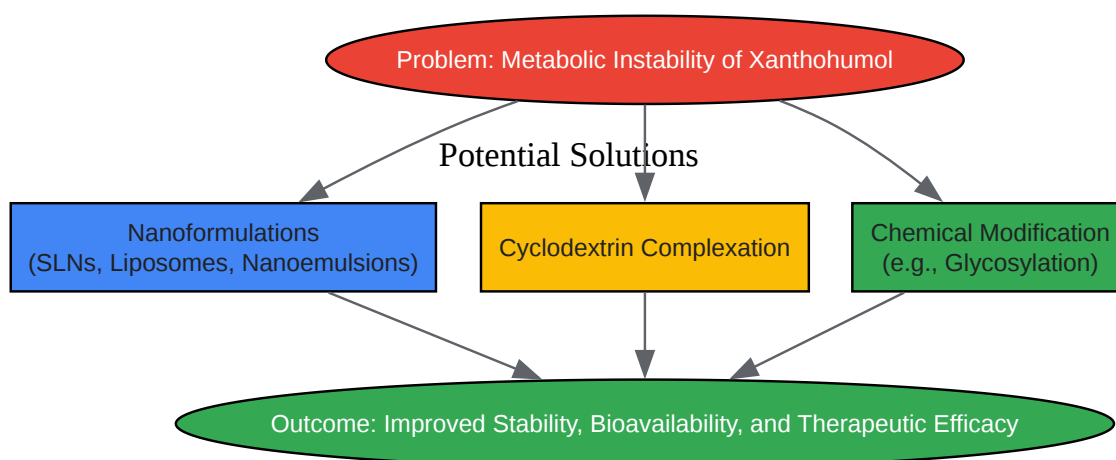 Problem: Metabolic Instability of Xanthohumol
Potential Solutions
Nanoformulations
(SLNs, Liposomes, Nanoemulsions)
Cyclodextrin Complexation
Chemical Modification
(e.g., Glycosylation)
Outcome: Improved Stability, Bioavailability, and Therapeutic Efficacy